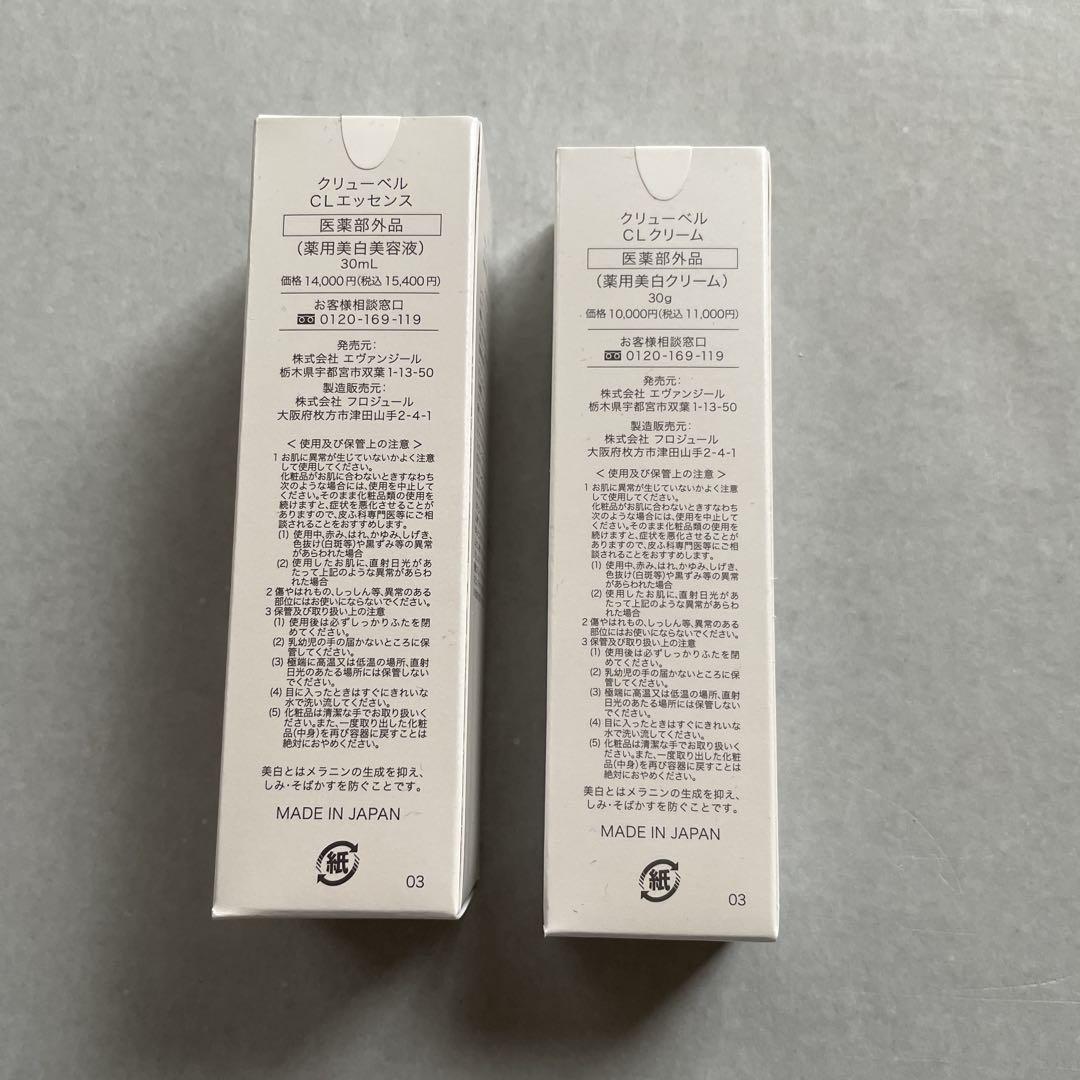 クリューベル
CLエッセンス
医薬部外品
（薬用美白美容液）
30mL
価格14,000円（税込15,400円）
お客様相談窓口
0120-169-119
発売元：
株式会社 エヴァンジール
栃木県宇都宮市双葉1-13-50
製造販売元：
株式会社 フロジュール
大阪府枚方市津田山手2-4-1
＜使用及び保管上の注意＞
1 お肌に異常が生じていないかよく注意
して使用してください。
化粧品がお肌に合わないときすなわち
次のような場合には、使用を中止して
ください。そのまま化粧品類の使用を
続けますと、症状を悪化させることが
ありますので、皮ふ科専門医等にご相
談されることをおすすめします。
(1) 使用中、赤み、はれ、かゆみ、しげき、
色抜け（白斑等）や黒ずみ等の異常
があらわれた場合
(2) 使用したお肌に、直射日光があ
たって上記のような異常があらわ
れた場合
2 傷やはれもの、しっしん等、異常のある
部位にはお使いにならないでください。
3 保管及び取り扱い上の注意
(1) 使用後は必ずしっかりふたを閉
めてください。
(2) 乳幼児の手の届かないところに保
管してください。
(3) 極端に高温又は低温の場所、直射
日光のあたる場所には保管しない
でください。
(4) 目に入ったときはすぐにきれいな
水で洗い流してください。
(5) 化粧品は清潔な手でお取り扱いく
ださい。また、一度取り出した化粧
品（中身）を再び容器に戻すことは
絶対におやめください。
美白とはメラニンの生成を抑え、
しみ・そばかすを防ぐことです。
MADE IN JAPAN
紙
03
クリューベル
CLクリーム
医薬部外品
（薬用美白クリーム）
30g
価格10,000円（税込11,000円）
お客様相談窓口
0120-169-119
発売元：
株式会社 エヴァンジール
栃木県宇都宮市双葉1-13-50
製造販売元：
株式会社 フロジュール
大阪府枚方市津田山手2-4-1
＜使用及び保管上の注意＞
1 お肌に異常が生じていないかよく注意
して使用してください。
化粧品がお肌に合わないときすなわち
次のような場合には、使用を中止して
ください。そのまま化粧品類の使用を
続けますと、症状を悪化させることが
ありますので、皮ふ科専門医等にご相
談されることをおすすめします。
(1) 使用中、赤み、はれ、かゆみ、しげき、
色抜け（白斑等）や黒ずみ等の異常
があらわれた場合
(2) 使用したお肌に、直射日光があ
たって上記のような異常があらわ
れた場合
2 傷やはれもの、しっしん等、異常のある
部位にはお使いにならないでください。
3 保管及び取り扱い上の注意
(1) 使用後は必ずしっかりふたを閉
めてください。
(2) 乳幼児の手の届かないところに保
管してください。
(3) 極端に高温又は低温の場所、直射
日光のあたる場所には保管しない
でください。
(4) 目に入ったときはすぐにきれいな
水で洗い流してください。
(5) 化粧品は清潔な手でお取り扱いく
ださい。また、一度取り出した化粧
品（中身）を再び容器に戻すことは
絶対におやめください。
美白とはメラニンの生成を抑え、
しみ・そばかすを防ぐことです。
MADE IN JAPAN
紙
03